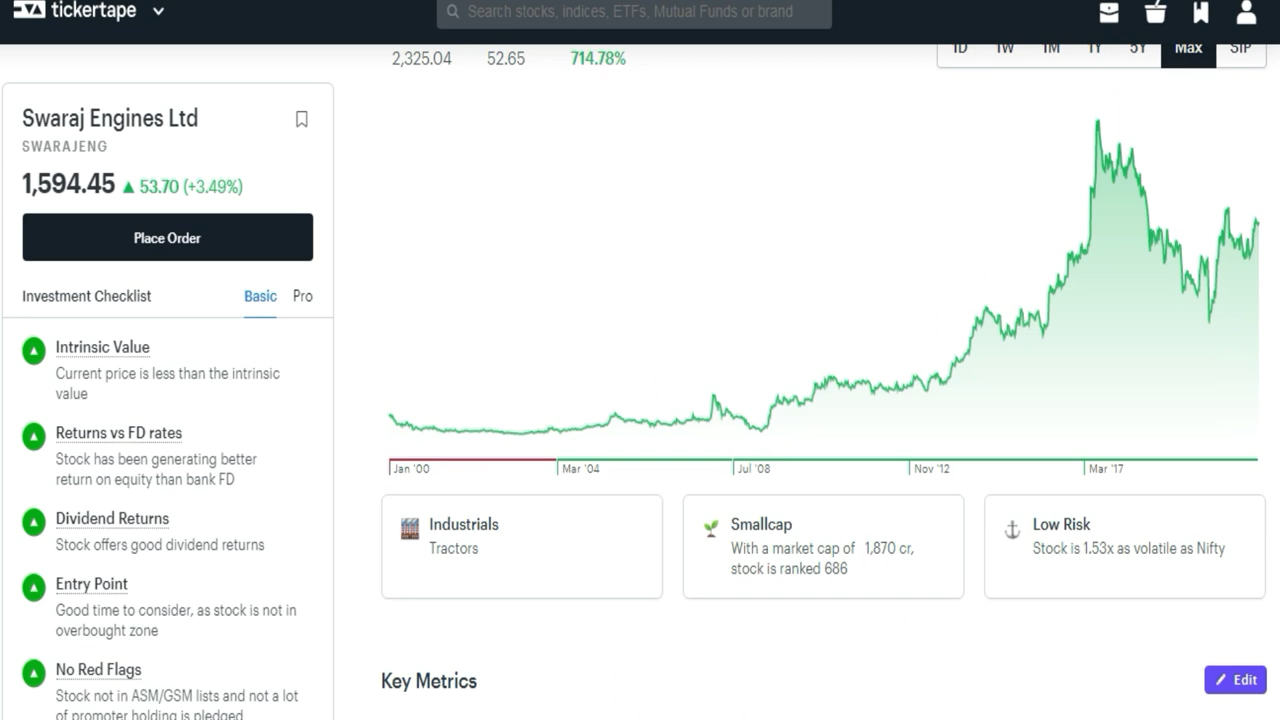 tickertape
Search stocks, indices, ETFs, Mutual Funds or brand
2,325.04 52.65 714.78%
1D 1W 1M 1Y 5Y Max SIP
Swaraj Engines Ltd
SWARAJENG
1,594.45 ▲ 53.70 (+3.49%)
Place Order
Investment Checklist Basic Pro
Intrinsic Value
Current price is less than the intrinsic
value
Returns vs FD rates
Stock has been generating better
return on equity than bank FD
Dividend Returns
Stock offers good dividend returns
Entry Point
Good time to consider, as stock is not in
overbought zone
No Red Flags
Stock not in ASM/GSM lists and not a lot
of promoter holding is pledged
Jan '00 Mar '04 Jul '08 Nov '12 Mar '17
Industrials
Tractors
Smallcap
With a market cap of 1,870 cr,
stock is ranked 686
Low Risk
Stock is 1.53x as volatile as Nifty
Key Metrics
Edit